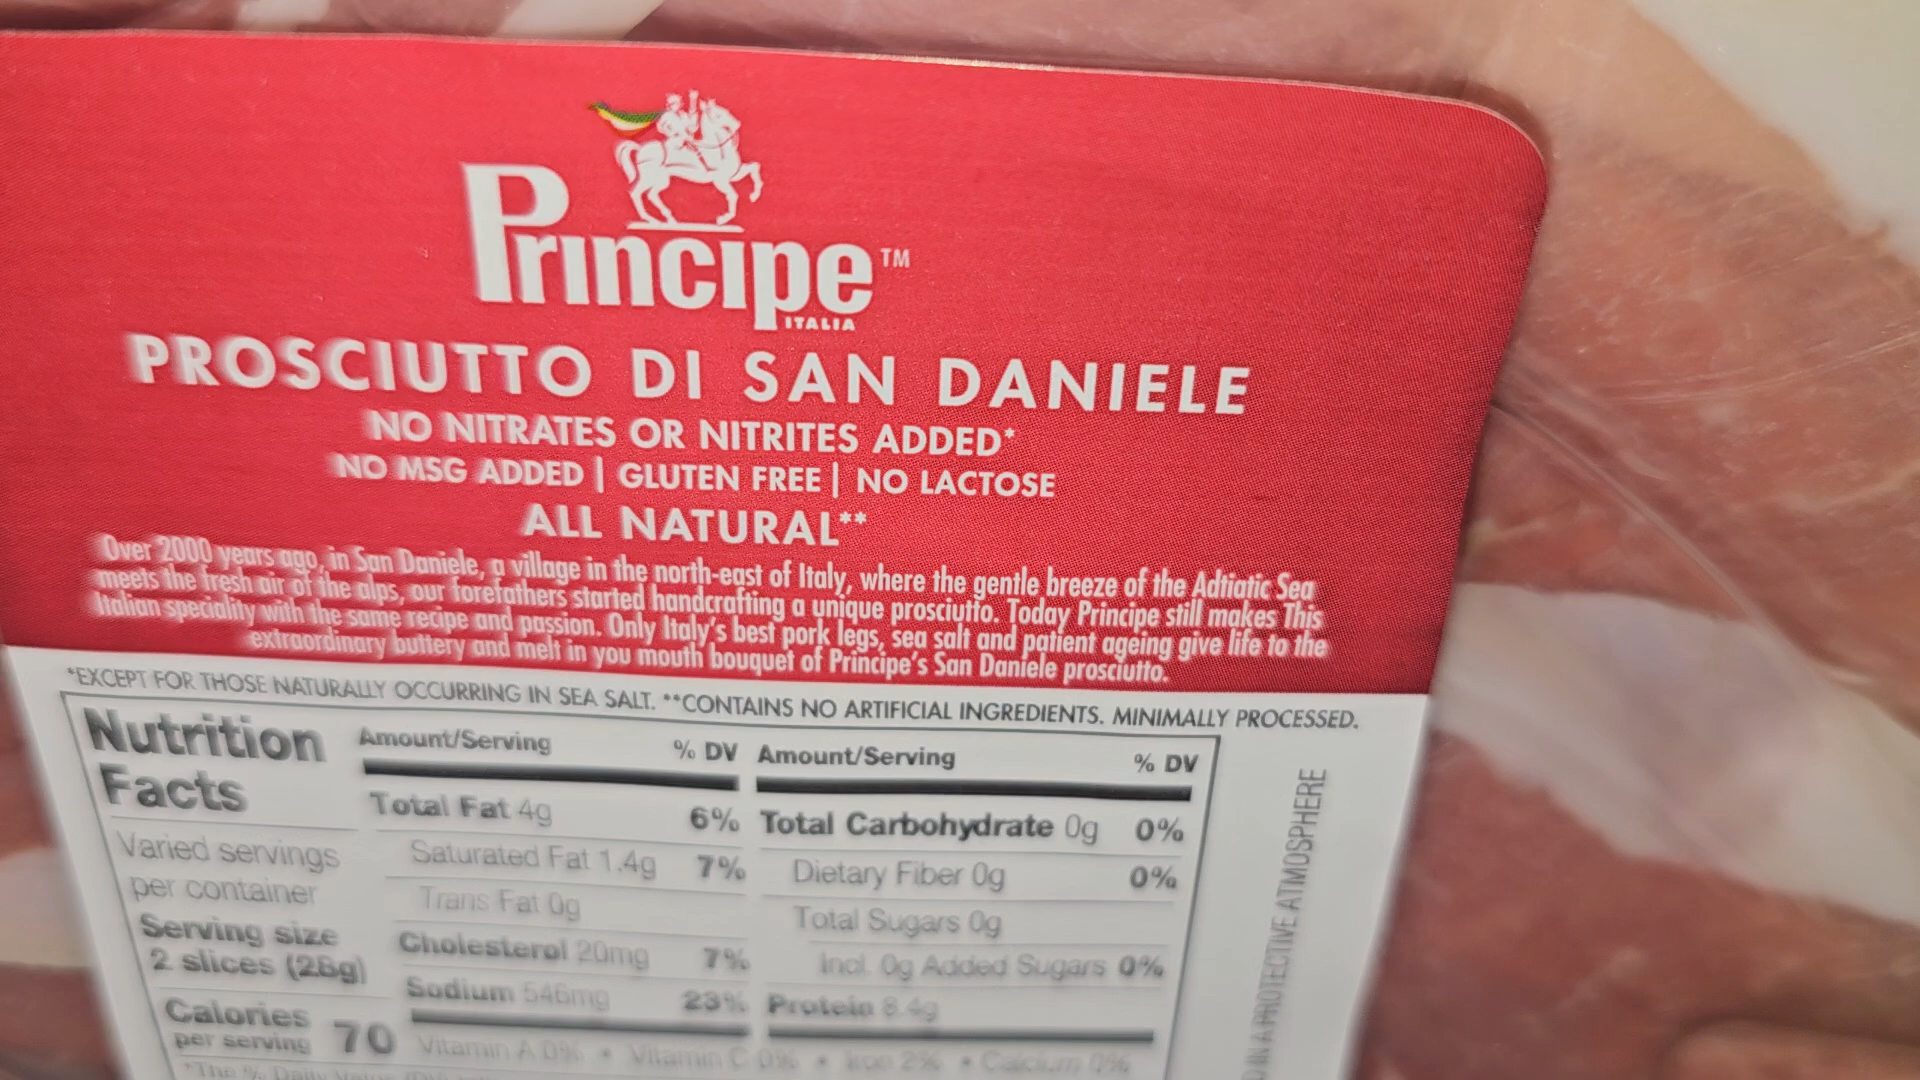 Principe™
ITALIA
PROSCIUTTO DI SAN DANIELE
NO NITRATES OR NITRITES ADDED*
NO MSG ADDED | GLUTEN FREE | NO LACTOSE
ALL NATURAL**
Over 2000 years ago, in San Daniele, a village in the north-east of Italy, where the gentle breeze of the Adtiatic Sea
meets the fresh air of the alps, our forefathers started handcrafting a unique prosciutto. Today Principe still makes This
Italian speciality with the same recipe and passion. Only Italy's best pork legs, sea salt and patient ageing give life to the
extraordinary buttery and melt in you mouth bouquet of Principe's San Daniele prosciutto.
*EXCEPT FOR THOSE NATURALLY OCCURRING IN SEA SALT. **CONTAINS NO ARTIFICIAL INGREDIENTS. MINIMALLY PROCESSED.
Nutrition
Facts
Varied servings
per container
Serving size
2 slices (28g)
Calories
per serving 70
Amount/Serving % DV
Total Fat 4g 6%
Saturated Fat 1.4g 7%
Trans Fat 0g
Cholesterol 20mg 7%
Sodium 546mg 23%
Amount/Serving % DV
Total Carbohydrate 0g 0%
Dietary Fiber 0g 0%
Total Sugars 0g
Incl. 0g Added Sugars 0%
Protein 8.4g
Vitamin A 0% • Vitamin C 0% • Iron 2% • Calcium 0%
*The % Daily Value
IN A PROTECTIVE ATMOSPHERE